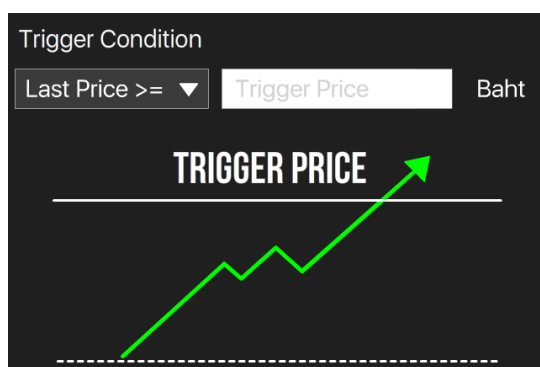 Trigger Condition
Last Price >= ▼ Trigger Price Baht
TRIGGER PRICE